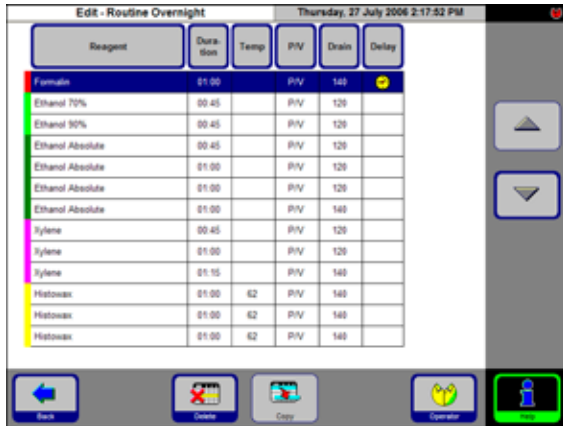 Edit - Routine Overnight Thursday, 27 July 2006 2:17:52 PM
Reagent Dura-tion Temp P/V Drain Delay
Formalin 01:00 P/V 140
Ethanol 70% 00:45 P/V 120
Ethanol 90% 00:45 P/V 120
Ethanol Absolute 00:45 P/V 120
Ethanol Absolute 01:00 P/V 120
Ethanol Absolute 01:00 P/V 120
Ethanol Absolute 01:00 P/V 140
Xylene 00:45 P/V 120
Xylene 01:00 P/V 120
Xylene 01:15 P/V 140
Histowax 01:00 62 P/V 140
Histowax 01:00 62 P/V 140
Histowax 01:00 62 P/V 140
Back Delete Copy Operator Help